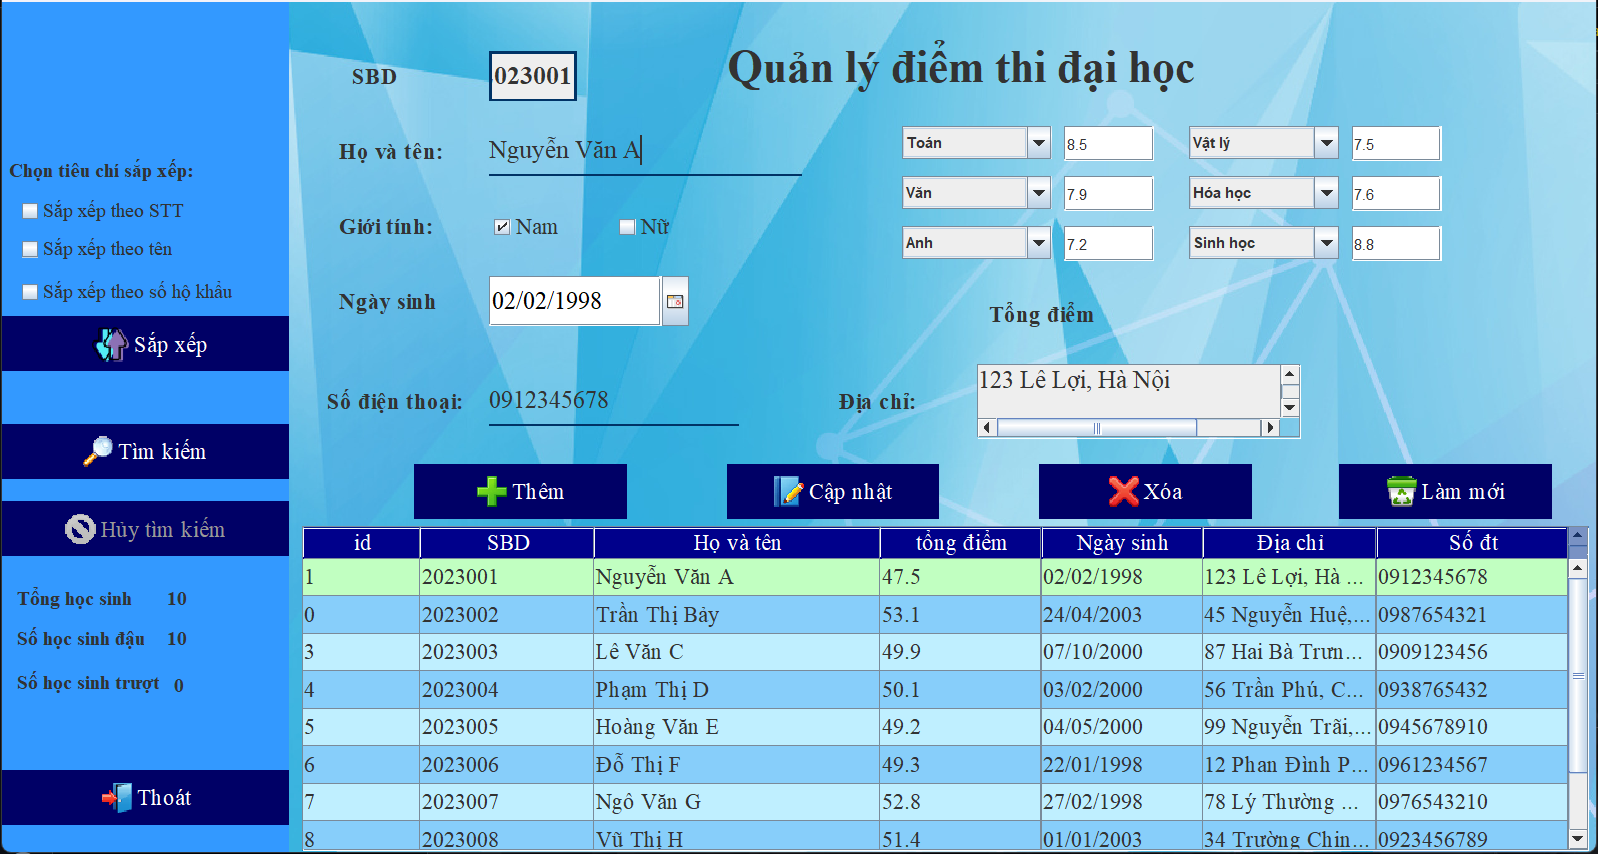 Chọn tiêu chí sắp xếp:
Sắp xếp theo STT
Sắp xếp theo tên
Sắp xếp theo số hộ khẩu
Sắp xếp
Tìm kiếm
Hủy tìm kiếm
Tổng học sinh 10
Số học sinh đậu 10
Số học sinh trượt 0
Thoát
Quản lý điểm thi đại học
SBD 023001
Họ và tên: Nguyễn Văn A
Giới tính: Nam Nữ
Ngày sinh 02/02/1998
Số điện thoại: 0912345678
Toán 8.5 Vật lý 7.5
Văn 7.9 Hóa học 7.6
Anh 7.2 Sinh học 8.8
Tổng điểm
Địa chỉ: 123 Lê Lợi, Hà Nội
Thêm Cập nhật Xóa Làm mới
id SBD Họ và tên tổng điểm Ngày sinh Địa chỉ Số đt
1 2023001 Nguyễn Văn A 47.5 02/02/1998 123 Lê Lợi, Hà ... 0912345678
0 2023002 Trần Thị Bảy 53.1 24/04/2003 45 Nguyễn Huệ,... 0987654321
3 2023003 Lê Văn C 49.9 07/10/2000 87 Hai Bà Trưn... 0909123456
4 2023004 Phạm Thị D 50.1 03/02/2000 56 Trần Phú, C... 0938765432
5 2023005 Hoàng Văn E 49.2 04/05/2000 99 Nguyễn Trãi,... 0945678910
6 2023006 Đỗ Thị F 49.3 22/01/1998 12 Phan Đình P... 0961234567
7 2023007 Ngô Văn G 52.8 27/02/1998 78 Lý Thường ... 0976543210
8 2023008 Vũ Thị H 51.4 01/01/2003 34 Trường Chin... 0923456789